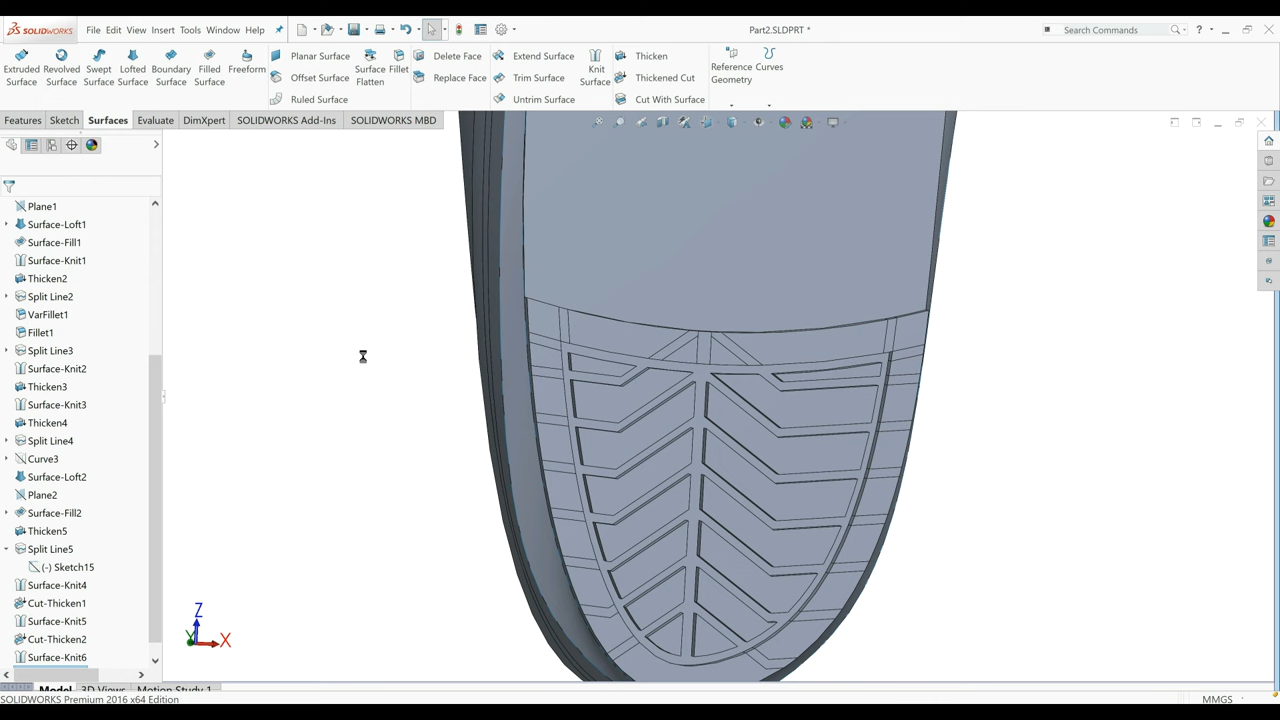 SOLIDWORKS File Edit View Insert Tools Window Help Part2.SLDPRT * Search Commands
Extruded Surface
Revolved Surface
Swept Surface
Lofted Surface
Boundary Surface
Filled Surface
Freeform
Planar Surface
Offset Surface
Ruled Surface
Surface Flatten
Fillet
Delete Face
Replace Face
Extend Surface
Trim Surface
Untrim Surface
Knit Surface
Thicken
Thickened Cut
Cut With Surface
Reference Geometry
Curves
Features Sketch Surfaces Evaluate DimXpert SOLIDWORKS Add-Ins SOLIDWORKS MBD
Plane1
Surface-Loft1
Surface-Fill1
Surface-Knit1
Thicken2
Split Line2
VarFillet1
Fillet1
Split Line3
Surface-Knit2
Thicken3
Surface-Knit3
Thicken4
Split Line4
Curve3
Surface-Loft2
Plane2
Surface-Fill2
Thicken5
Split Line5
(-) Sketch15
Surface-Knit4
Cut-Thicken1
Surface-Knit5
Cut-Thicken2
Surface-Knit6
Z
Y
X
Model 3D Views Motion Study 1
SOLIDWORKS Premium 2016 x64 Edition MMGS